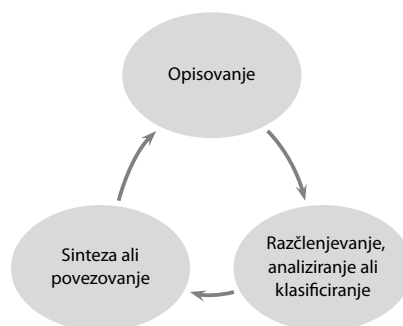 Opisovanje
Razčlenjevanje,
analiziranje ali
klasificiranje
Sinteza ali
povezovanje